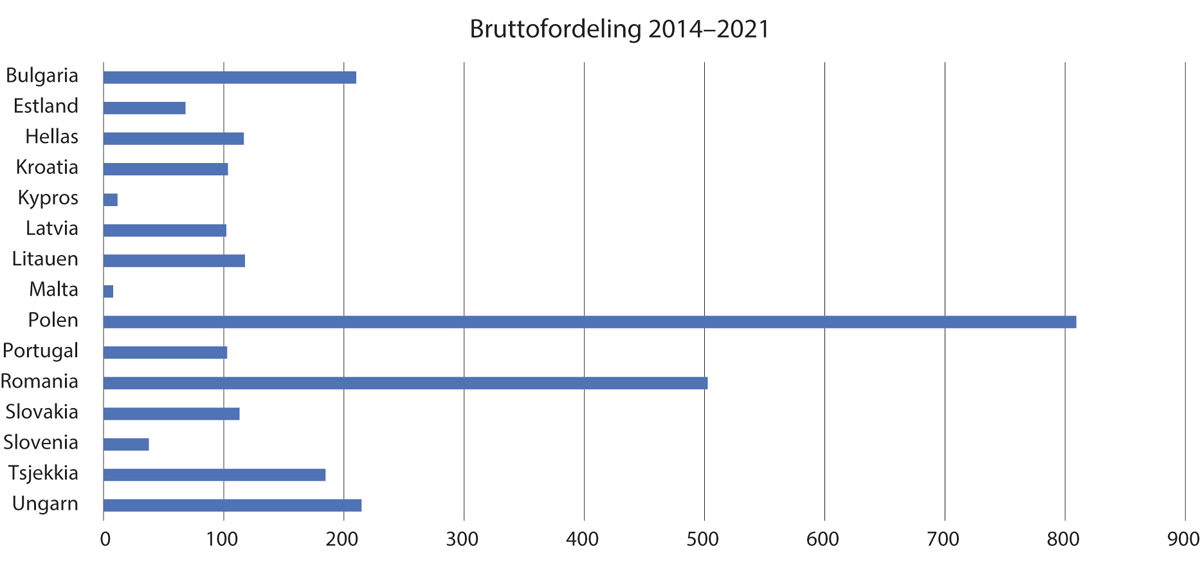 Bruttofordeling 2014–2021
Bulgaria
Estland
Hellas
Kroatia
Kypros
Latvia
Litauen
Malta
Polen
Portugal
Romania
Slovakia
Slovenia
Tsjekkia
Ungarn
0 100 200 300 400 500 600 700 800 900